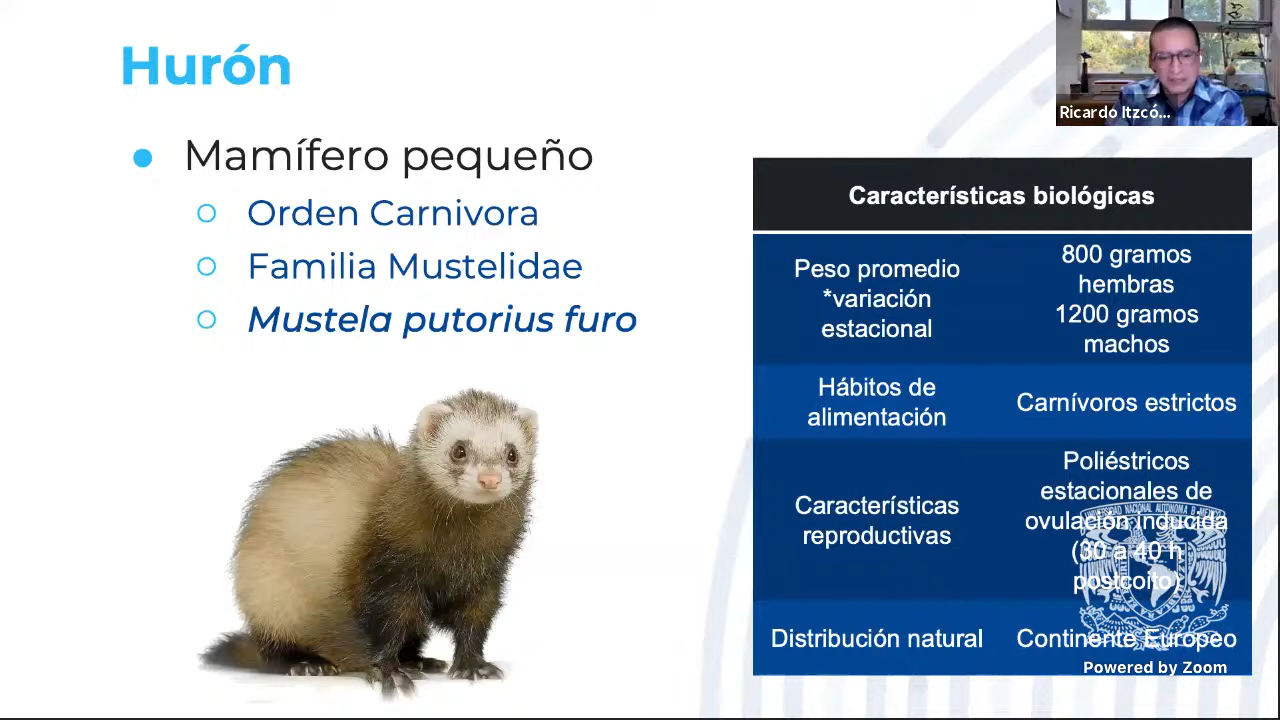 Hurón
Mamífero pequeño
Orden Carnivora
Familia Mustelidae
Mustela putorius furo
Ricardo Itzcó...
Características biológicas
Peso promedio
*variación
estacional
800 gramos
hembras
1200 gramos
machos
Hábitos de
alimentación
Carnívoros estrictos
Características
reproductivas
Poliéstricos
estacionales de
ovulación inducida
(30 a 40 h
postcoito)
Distribución natural
Continente Europeo
Powered by Zoom